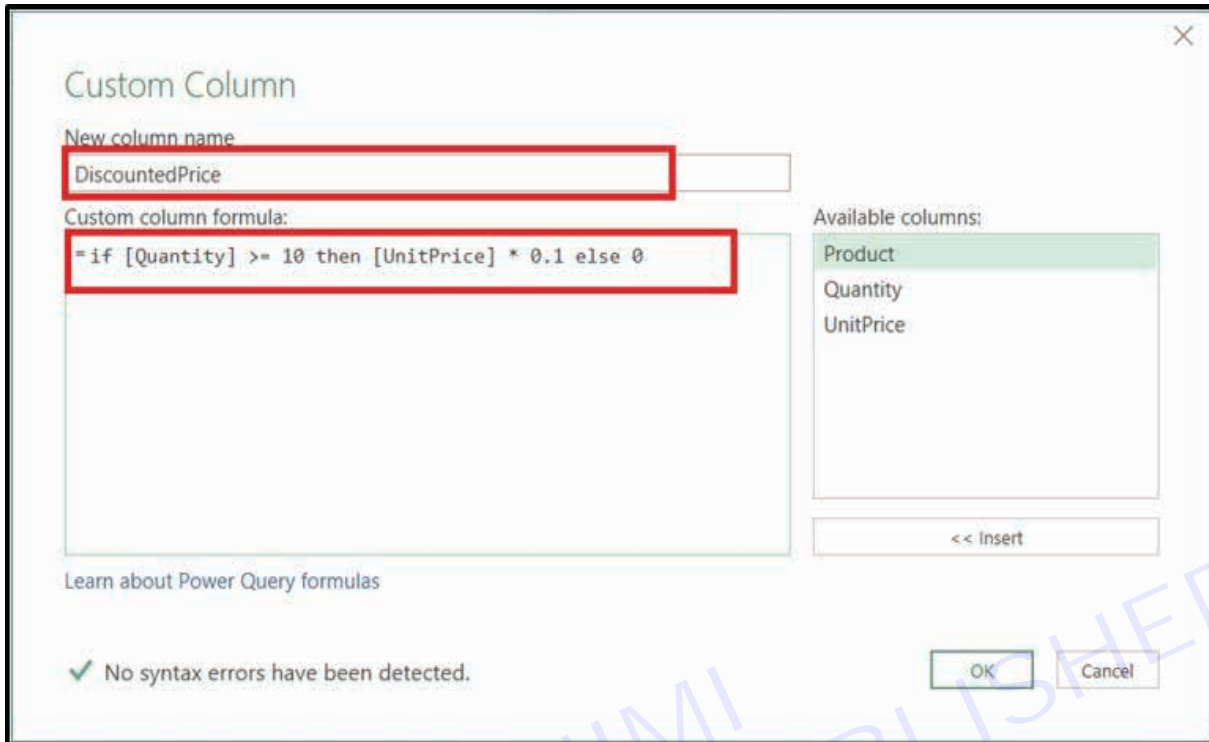 Custom Column
New column name
DiscountedPrice
Custom column formula:
=if [Quantity] >= 10 then [UnitPrice] * 0.1 else 0
Available columns:
Product
Quantity
UnitPrice
<< Insert
Learn about Power Query formulas
No syntax errors have been detected.
OK
Cancel